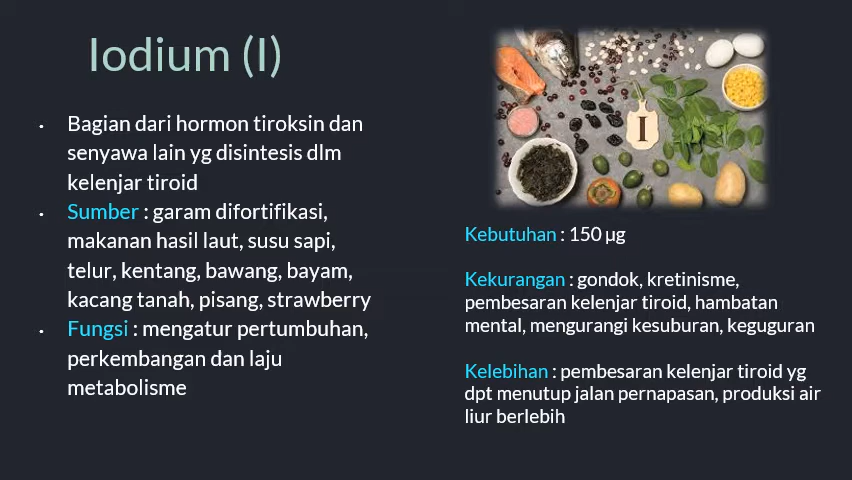 Iodium (I)
Bagian dari hormon tiroksin dan
senyawa lain yg disintesis dlm
kelenjar tiroid
Sumber : garam difortifikasi,
makanan hasil laut, susu sapi,
telur, kentang, bawang, bayam,
kacang tanah, pisang, strawberry
Fungsi : mengatur pertumbuhan,
perkembangan dan laju
metabolisme
I
Kebutuhan : 150 µg
Kekurangan : gondok, kretinisme,
pembesaran kelenjar tiroid, hambatan
mental, mengurangi kesuburan, keguguran
Kelebihan : pembesaran kelenjar tiroid yg
dpt menutup jalan pernapasan, produksi air
liur berlebih